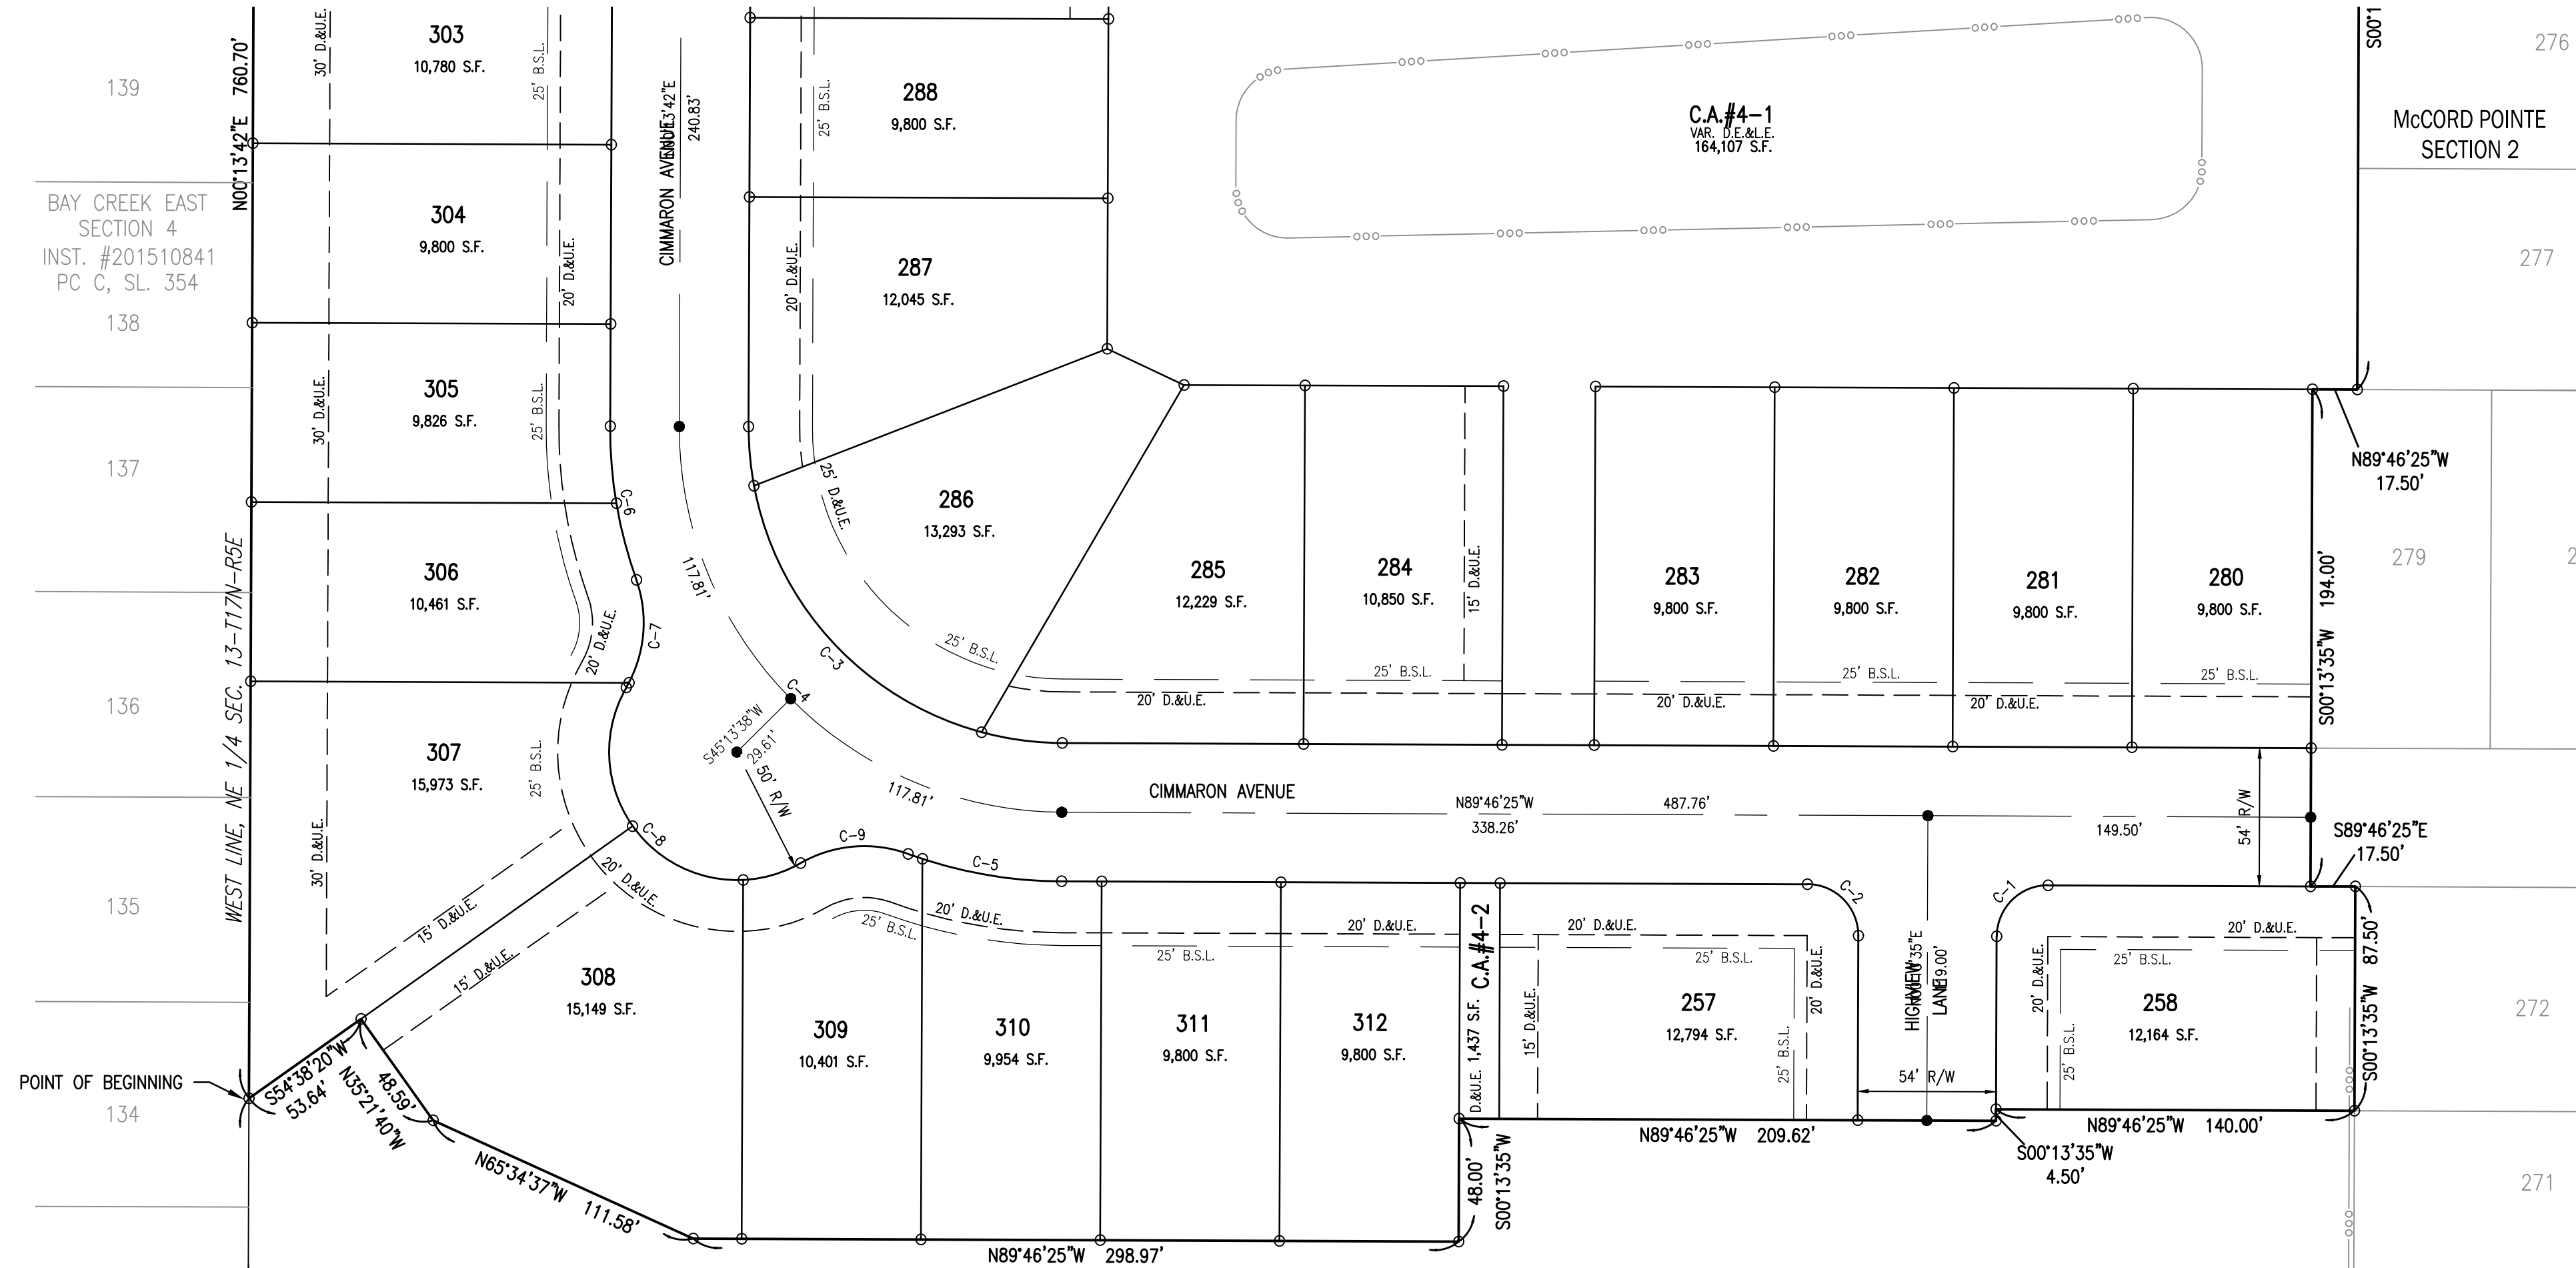 303
10,780 S.F.
30' D.&U.E.
25' B.S.L.
139
N00°13'42"E 760.70'
BAY CREEK EAST
SECTION 4
INST. #201510841
PC C, SL. 354
138
304
9,800 S.F.
20' D.&U.E.
CIMMARON AVENUE
240.83'
288
9,800 S.F.
25' B.S.L.
20' D.&U.E.
287
12,045 S.F.
C.A.#4-1
VAR. D.E.&L.E.
164,107 S.F.
S00°1
276
McCORD POINTE
SECTION 2
277
305
9,826 S.F.
30' D.&U.E.
25' B.S.L.
137
C-6
25' D.&U.E.
286
13,293 S.F.
N89°46'25"W
17.50'
WEST LINE, NE 1/4 SEC. 13-T17N-R5E
306
10,461 S.F.
20' D.&U.E.
C-7
117.81'
C-3
25' B.S.L.
285
12,229 S.F.
284
10,850 S.F.
15' D.&U.E.
25' B.S.L.
20' D.&U.E.
283
9,800 S.F.
20' D.&U.E.
282
9,800 S.F.
25' B.S.L.
281
9,800 S.F.
20' D.&U.E.
280
9,800 S.F.
25' B.S.L.
S00°13'35"W 194.00'
279
2
136
307
15,973 S.F.
25' B.S.L.
30' D.&U.E.
C-4
S45°13'38"W
29.61'
50' R/W
117.81'
CIMMARON AVENUE
N89°46'25"W 487.76'
338.26'
149.50'
54' R/W
S89°46'25"E
17.50'
135
C-8
C-9
C-5
20' D.&U.E.
15' D.&U.E.
15' D.&U.E.
25' B.S.L.
20' D.&U.E.
25' B.S.L.
20' D.&U.E.
308
15,149 S.F.
309
10,401 S.F.
310
9,954 S.F.
311
9,800 S.F.
312
9,800 S.F.
C.A.#4-2
D.&U.E. 1,437 S.F.
20' D.&U.E.
25' B.S.L.
C-2
15' D.&U.E.
257
12,794 S.F.
25' B.S.L.
20' D.&U.E.
HIGHVIEW
LANE
54' R/W
C-1
20' D.&U.E.
25' B.S.L.
25' B.S.L.
20' D.&U.E.
258
12,164 S.F.
S00°13'35"W 87.50'
272
POINT OF BEGINNING
134
S54°38'20"W
53.64'
48.59'
N35°21'40"W
N65°34'37"W 111.58'
N89°46'25"W 298.97'
48.00'
S00°13'35"W
N89°46'25"W 209.62'
S00°13'35"W
4.50'
N89°46'25"W 140.00'
271